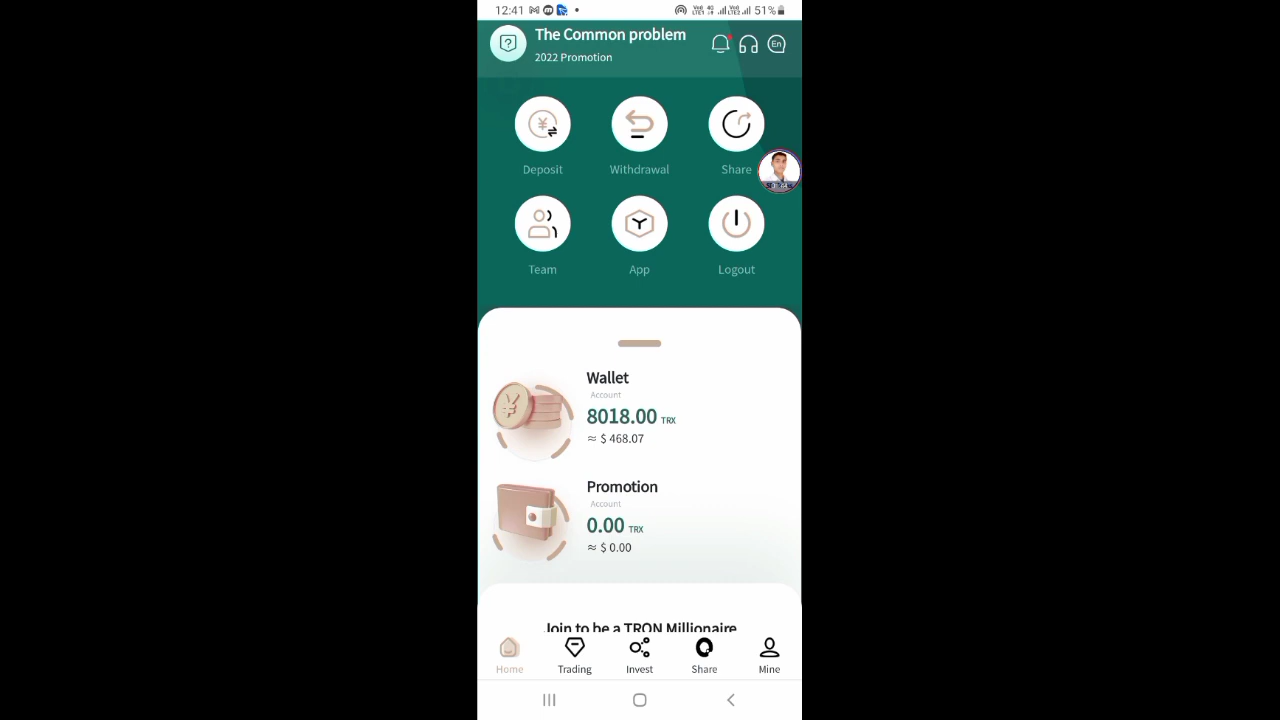 12:41
51%
The Common problem
2022 Promotion
En
Deposit
Withdrawal
Share
Team
App
Logout
Wallet
Account
8018.00 TRX
≈ $ 468.07
Promotion
Account
0.00 TRX
≈ $ 0.00
Join to be a TRON Millionaire
Home
Trading
Invest
Share
Mine